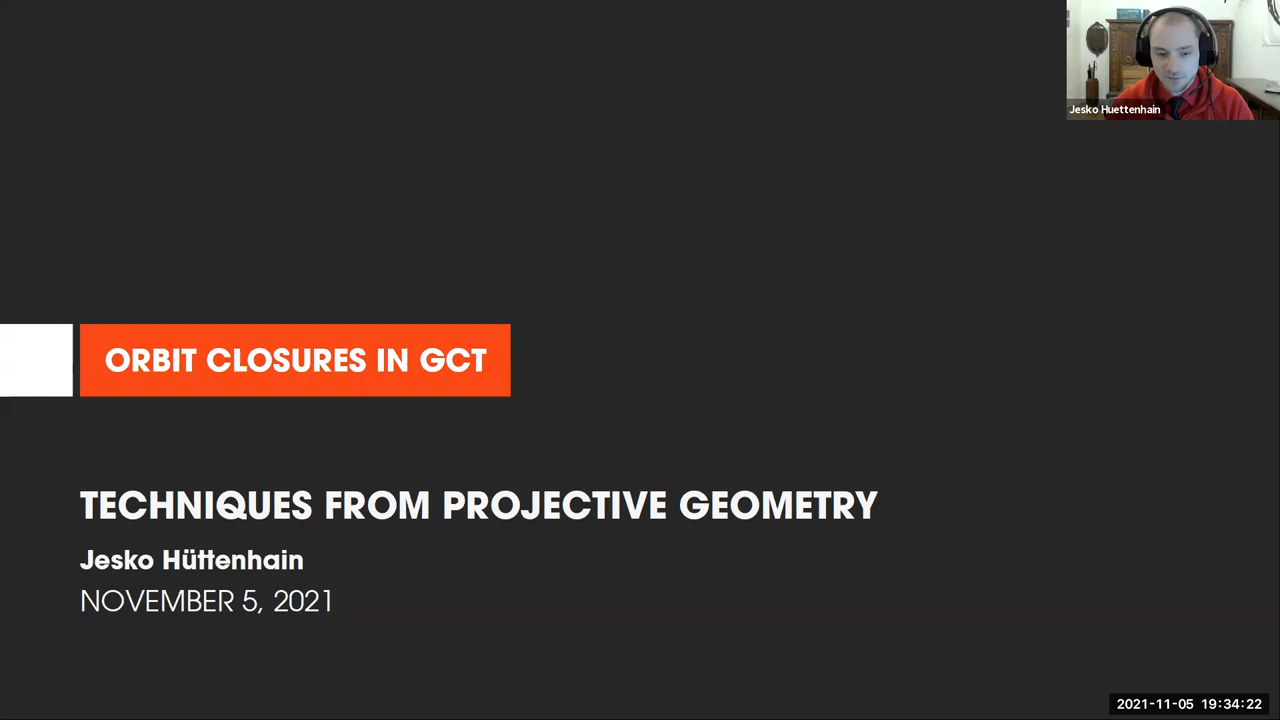 Jesko Huettenhain
ORBIT CLOSURES IN GCT
TECHNIQUES FROM PROJECTIVE GEOMETRY
Jesko Hüttenhain
NOVEMBER 5, 2021
2021-11-05 19:34:22